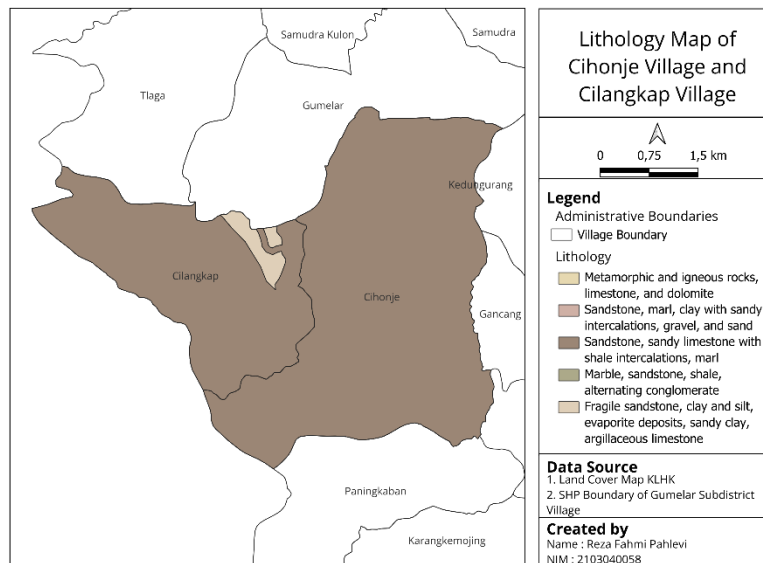 Samudra Kulon
Samudra
Tlaga
Gumelar
Kedungurang
Cilangkap
Cihonje
Gancang
Paningkaban
Karangkemojing
Lithology Map of
Cihonje Village and
Cilangkap Village
0 0,75 1,5 km
Legend
Administrative Boundaries
Village Boundary
Lithology
Metamorphic and igneous rocks,
limestone, and dolomite
Sandstone, marl, clay with sandy
intercalations, gravel, and sand
Sandstone, sandy limestone with
shale intercalations, marl
Marble, sandstone, shale,
alternating conglomerate
Fragile sandstone, clay and silt,
evaporite deposits, sandy clay,
argillaceous limestone
Data Source
1. Land Cover Map KLHK
2. SHP Boundary of Gumelar Subdistrict
Village
Created by
Name : Reza Fahmi Pahlevi
NIM : 2103040058